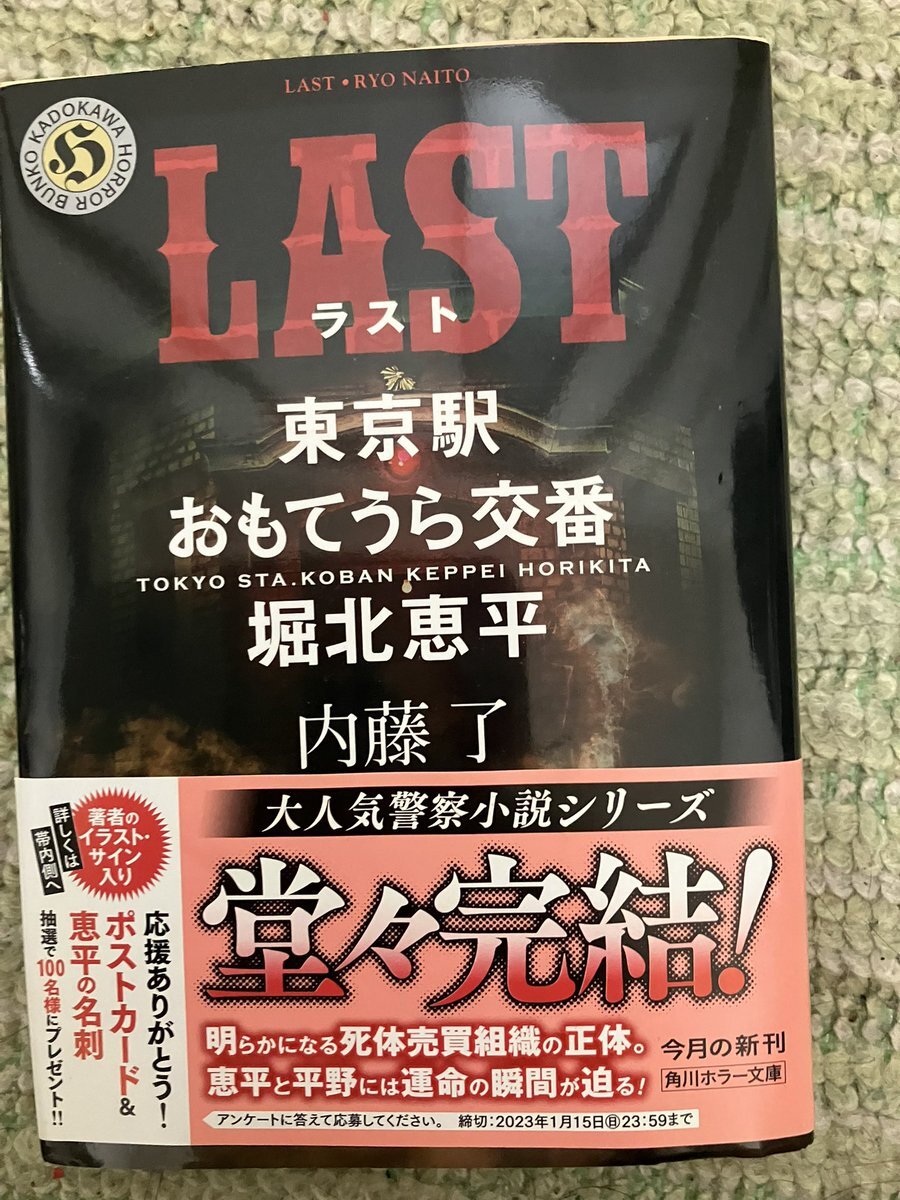 LAST・RYO NAITO
KADOKAWA HORROR BUNKO
H
LAST
ラスト
東京駅
おもてうら交番
TOKYO STA.KOBAN KEPPEI HORIKITA
堀北恵平
内藤 了
大人気警察小説シリーズ
堂々完結!
明らかになる死体売買組織の正体。
恵平と平野には運命の瞬間が迫る!
今月の新刊
角川ホラー文庫
著者の
イラスト・
サイン
入り
詳しくは
帯内側へ
応援ありがとう!
ポストカード&
恵平の名刺
抽選で100名様にプレゼント!!
アンケートに答えて応募してください。 締切:2023年1月15日㊐23:59まで